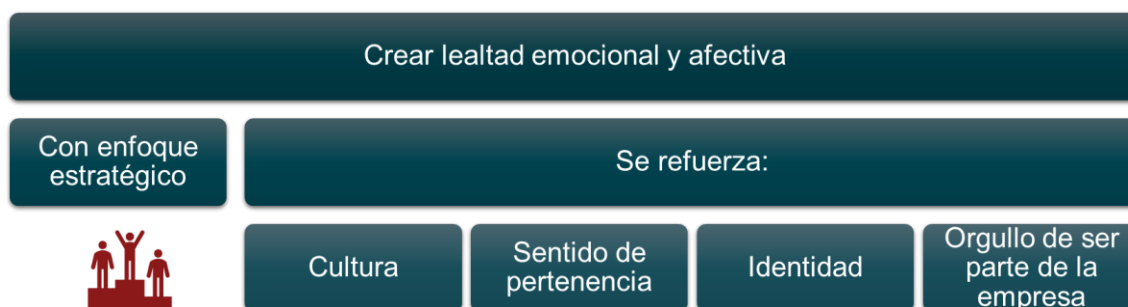 Crear lealtad emocional y afectiva
Con enfoque
estratégico
Se refuerza:
Cultura
Sentido de
pertenencia
Identidad
Orgullo de ser
parte de la
empresa